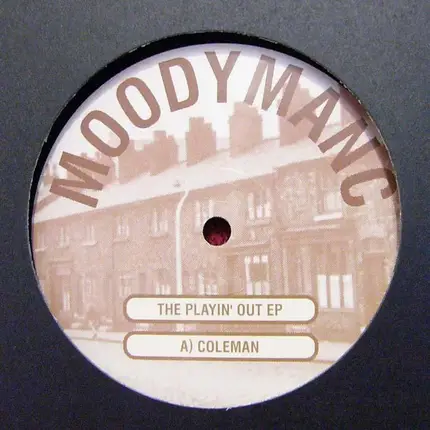 MOODYMANC
THE PLAYIN' OUT EP
A) COLEMAN